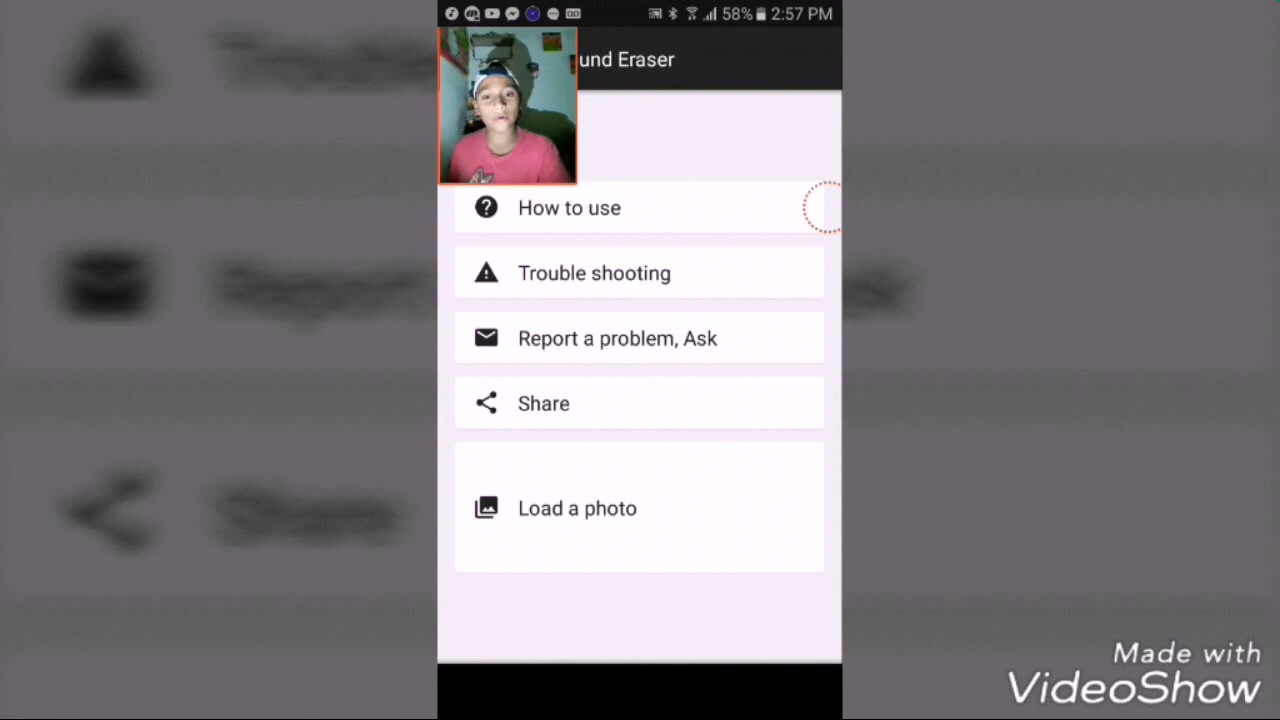 58% 2:57 PM
und Eraser
How to use
Trouble shooting
Report a problem, Ask
Share
Load a photo
Made with
VideoShow